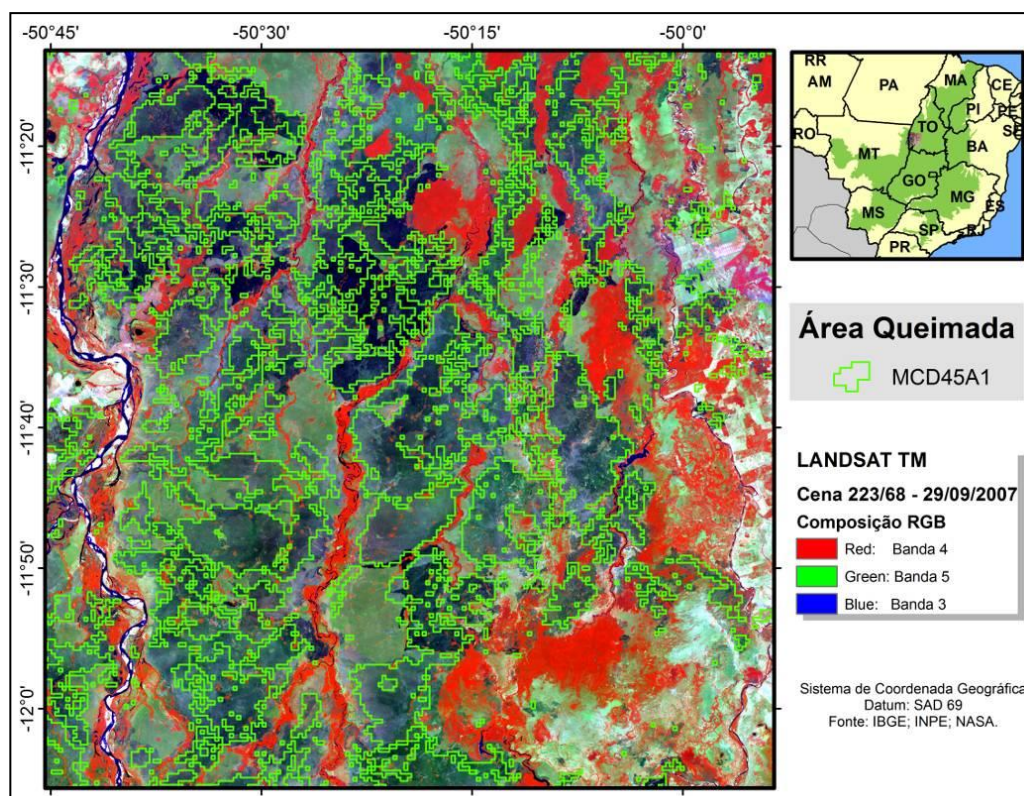 -50°45'
-50°30'
-50°15'
-50°0'
-11°20'
-11°30'
-11°40'
-11°50'
-12°0'
RR
AM
PA
MA
CE
PI
PE
RO
TO
SE
MT
BA
GO
MG
ES
MS
SP
RJ
PR
Área Queimada
MCD45A1
LANDSAT TM
Cena 223/68 - 29/09/2007
Composição RGB
Red: Banda 4
Green: Banda 5
Blue: Banda 3
Sistema de Coordenada Geográfica
Datum: SAD 69
Fonte: IBGE; INPE; NASA.